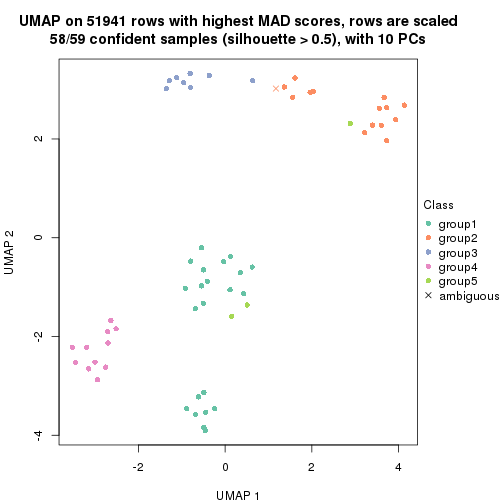 UMAP on 51941 rows with highest MAD scores, rows are scaled
58/59 confident samples (silhouette > 0.5), with 10 PCs
UMAP 2
2
0
-2
-4
-2
0
2
4
UMAP 1
Class
group1
group2
group3
group4
group5
ambiguous